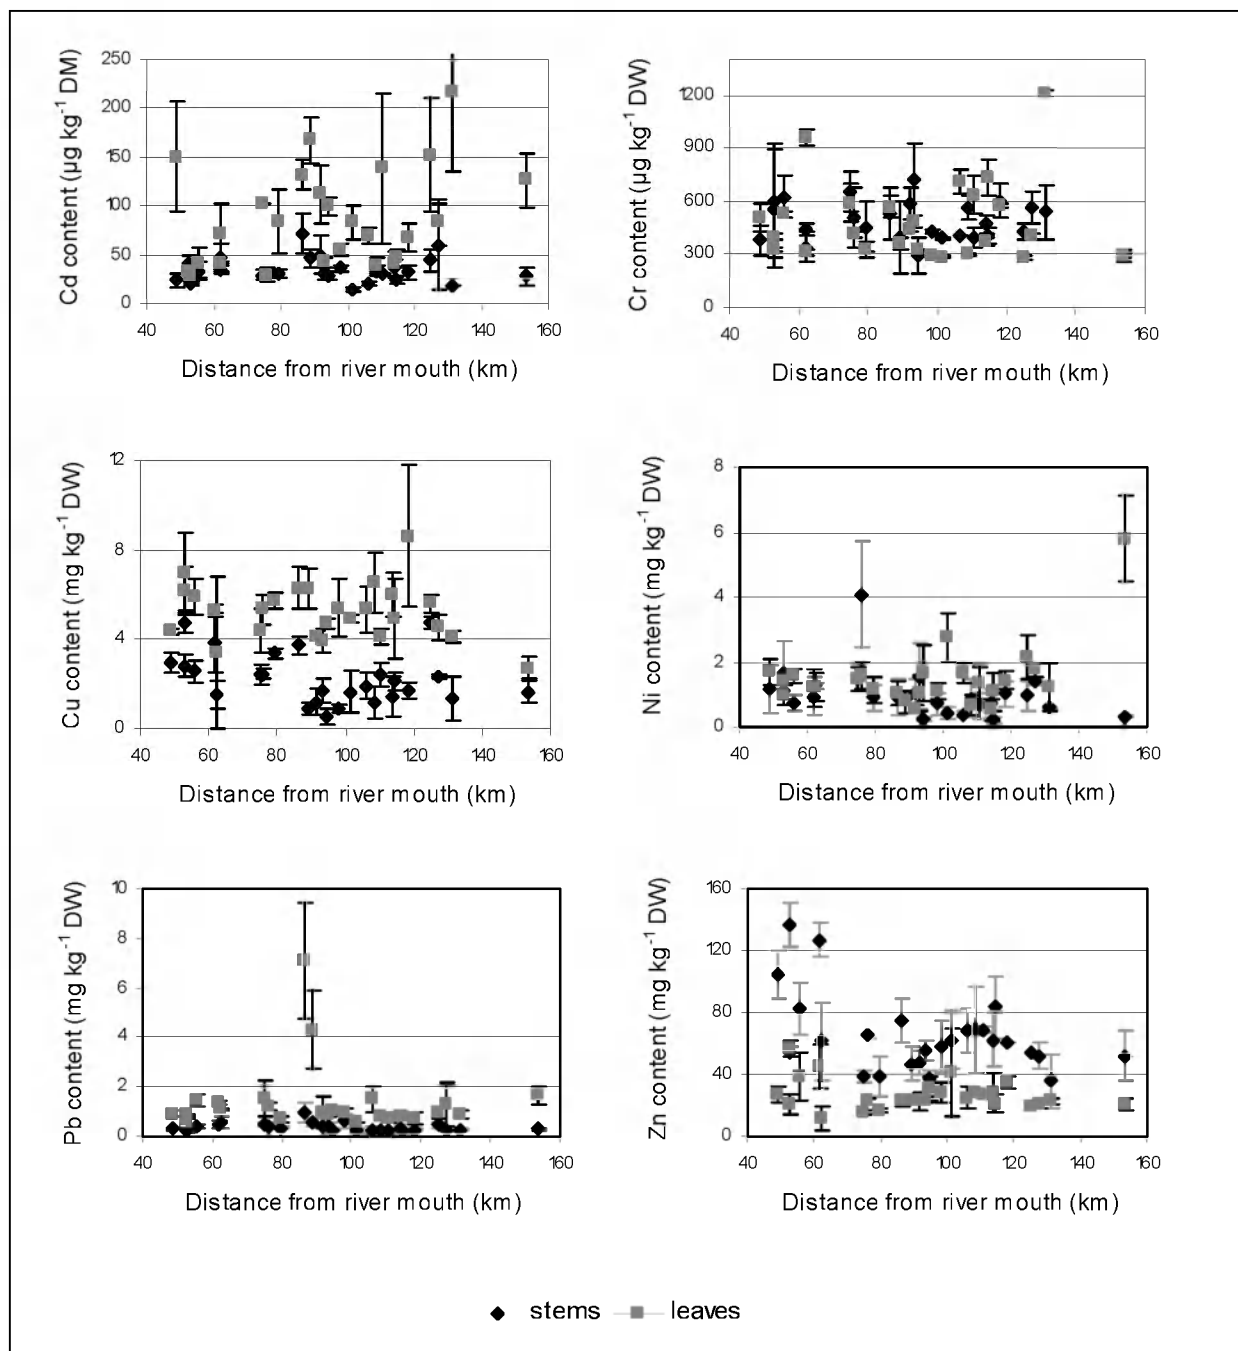 Cd content (µg kg-1 DM)
250
200
150
100
50
0
40 60 80 100 120 140 160
Distance from river mouth (km)
Cr content (µg kg-1 DW)
1200
900
600
300
0
40 60 80 100 120 140 160
Distance from river mouth (km)
Cu content (mg kg-1 DW)
12
8
4
0
40 60 80 100 120 140 160
Distance from river mouth (km)
Ni content (mg kg-1 DW)
8
6
4
2
0
40 60 80 100 120 140 160
Distance from river mouth (km)
Pb content (mg kg-1 DW)
10
8
6
4
2
0
40 60 80 100 120 140 160
Distance from river mouth (km)
Zn content (mg kg-1 DW)
160
120
80
40
0
40 60 80 100 120 140 160
Distance from river mouth (km)
stems leaves